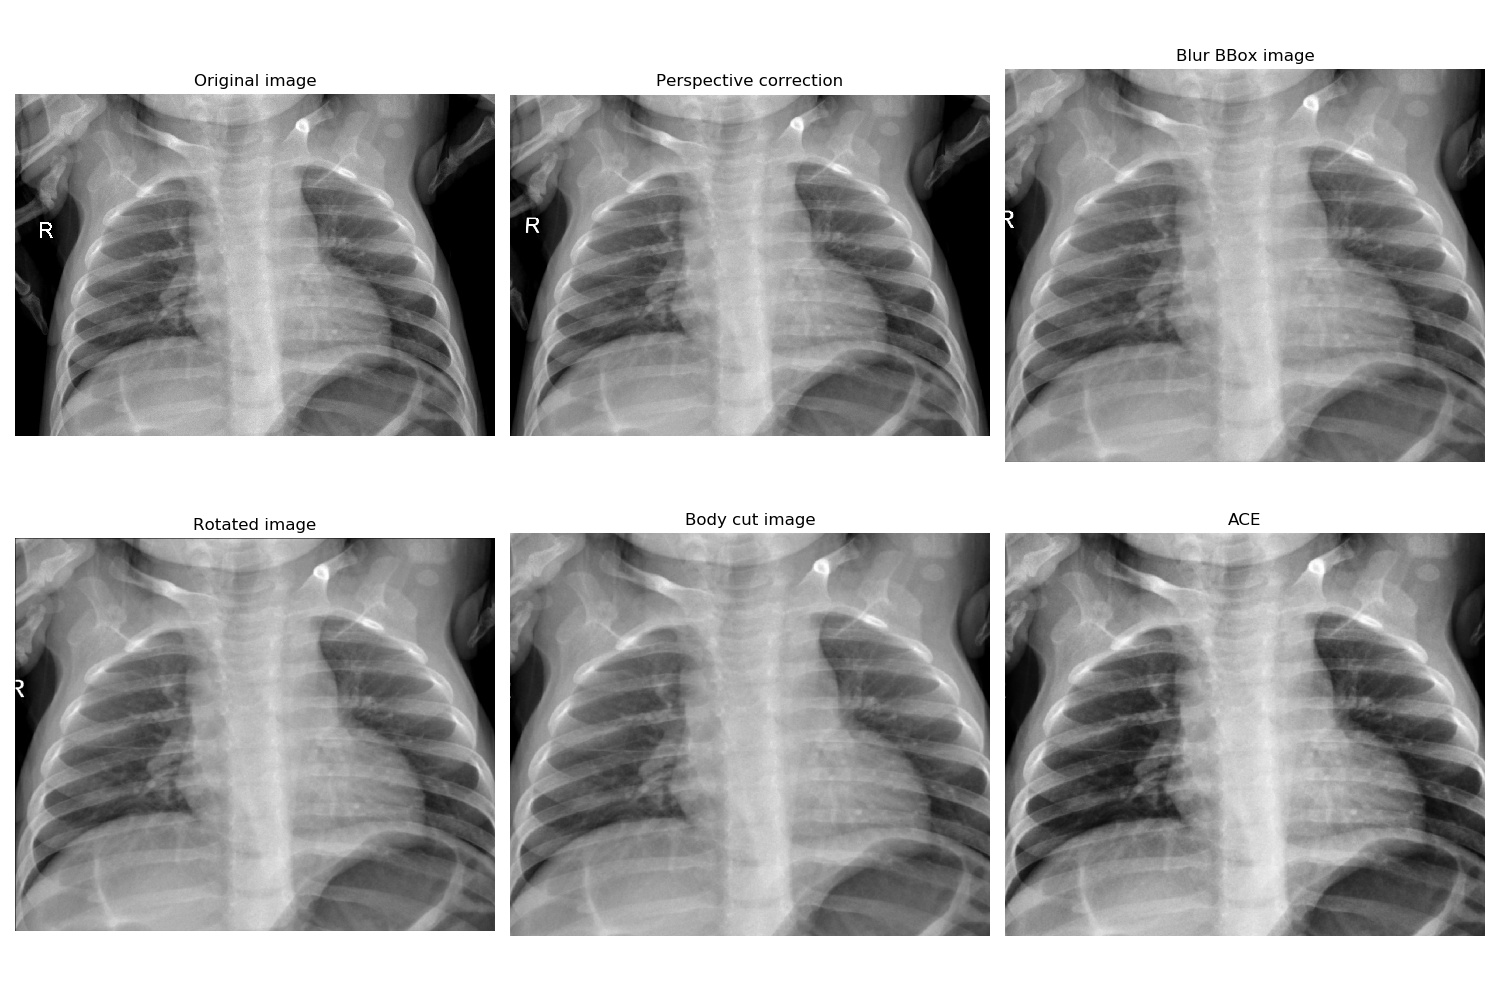 Original image
Perspective correction
Blur BBox image
R
R
R
Rotated image
Body cut image
ACE
R